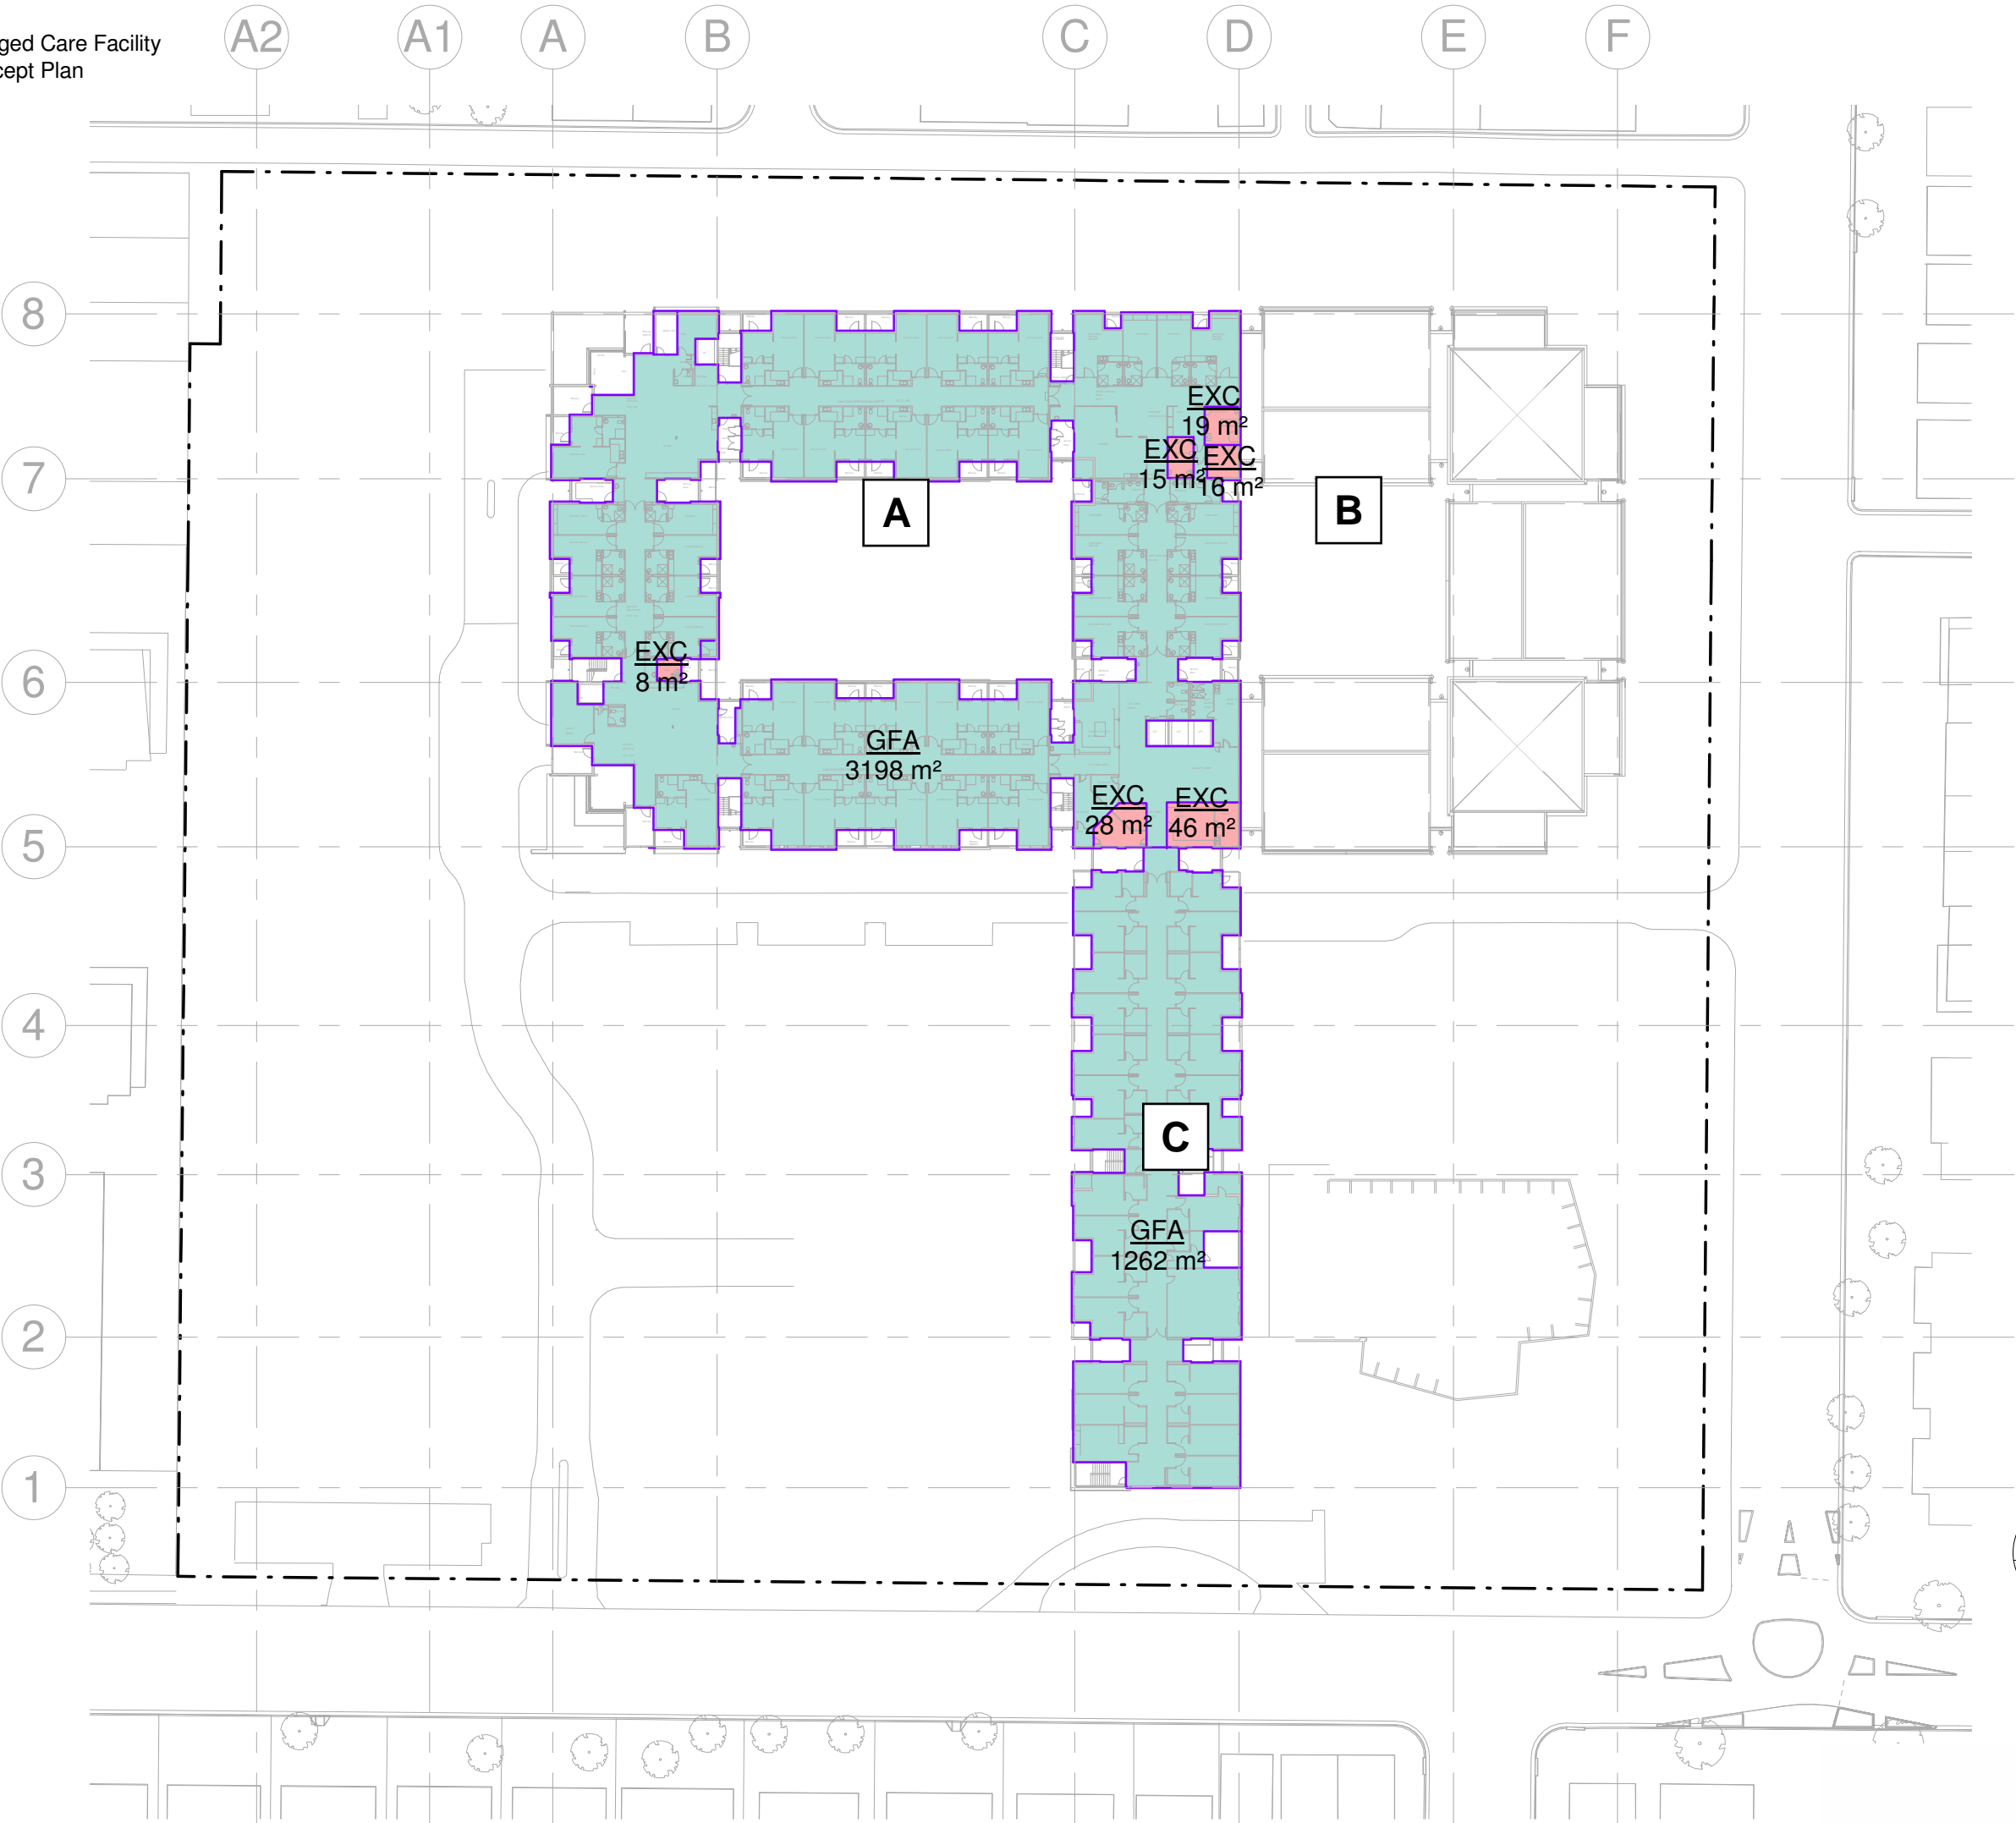 ged Care Facility
cept Plan
A2 A1 A B C D E F
8
7
6
5
4
3
2
1
EXC
19 m²
EXC
15 m²
EXC
16 m²
A
B
EXC
8 m²
GFA
3198 m²
EXC
28 m²
EXC
46 m²
C
GFA
1262 m²